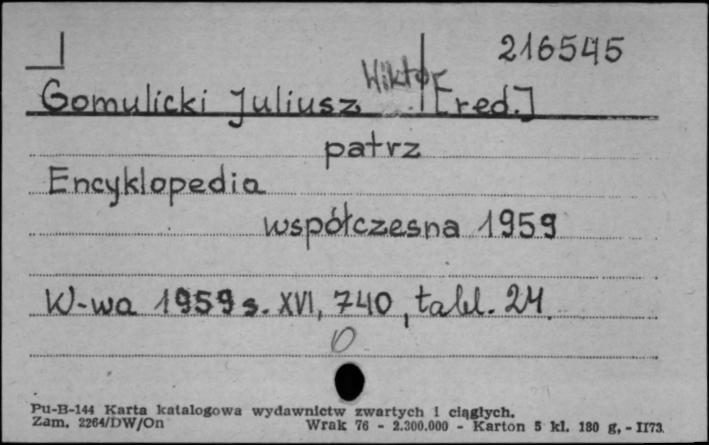 216545
Gomulicki Juliusz Wiktor [red.]
patrz
Encyklopedia
współczesna 1959
W-wa 1959 s. XVI, 740, tabl. 24
O
Pu-B-144 Karta katalogowa wydawnictw zwartych i ciągłych.
Zam. 2264/DW/On Wrak 76 - 2.300.000 - Karton 5 kl. 180 g, - II73